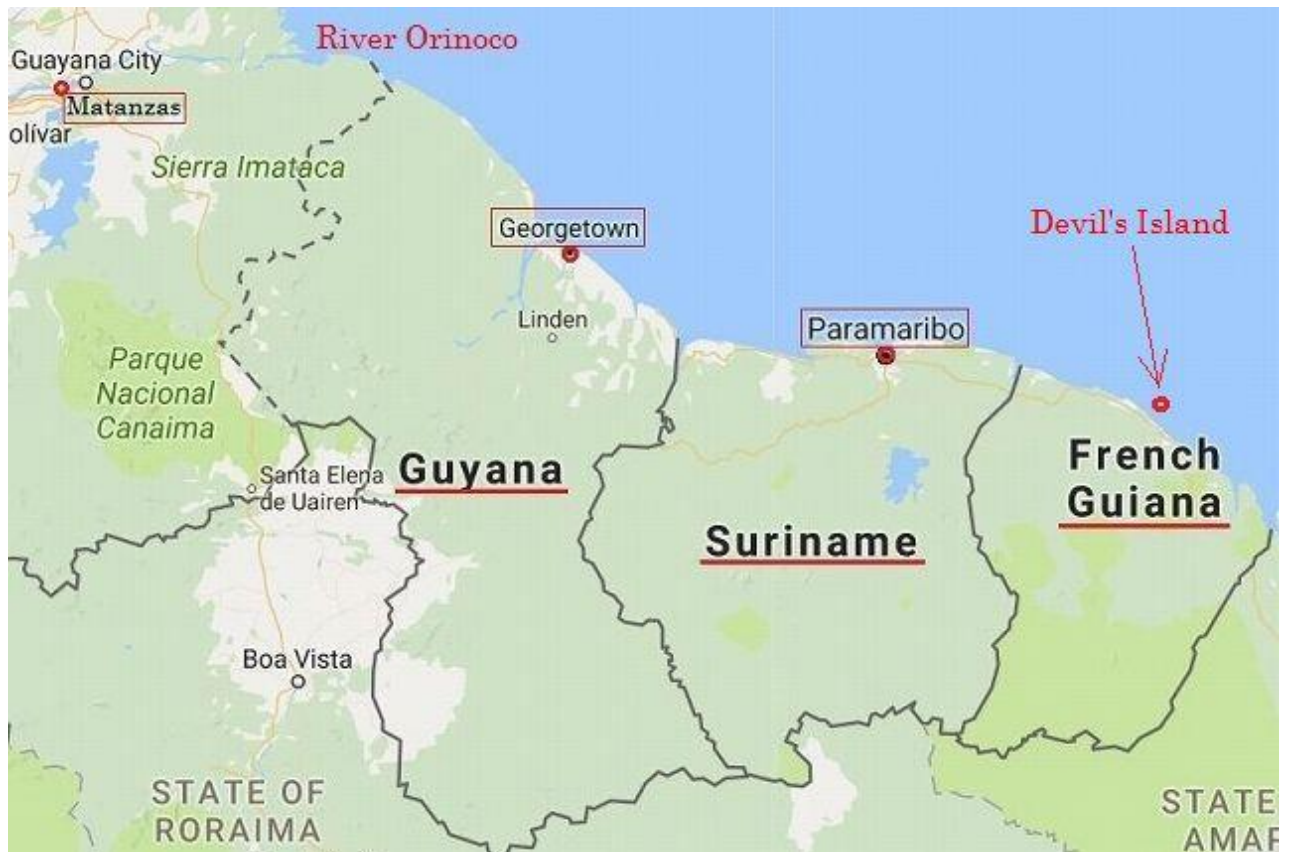 River Orinoco
Guayana City
Matanzas
olívar
Sierra Imataca
Georgetown
Devil's Island
Linden
Paramaribo
Parque
Nacional
Canaima
Santa Elena
de Uairen
Guyana
French
Guiana
Suriname
Boa Vista
STATE OF
RORAIMA
STATE
AMAP